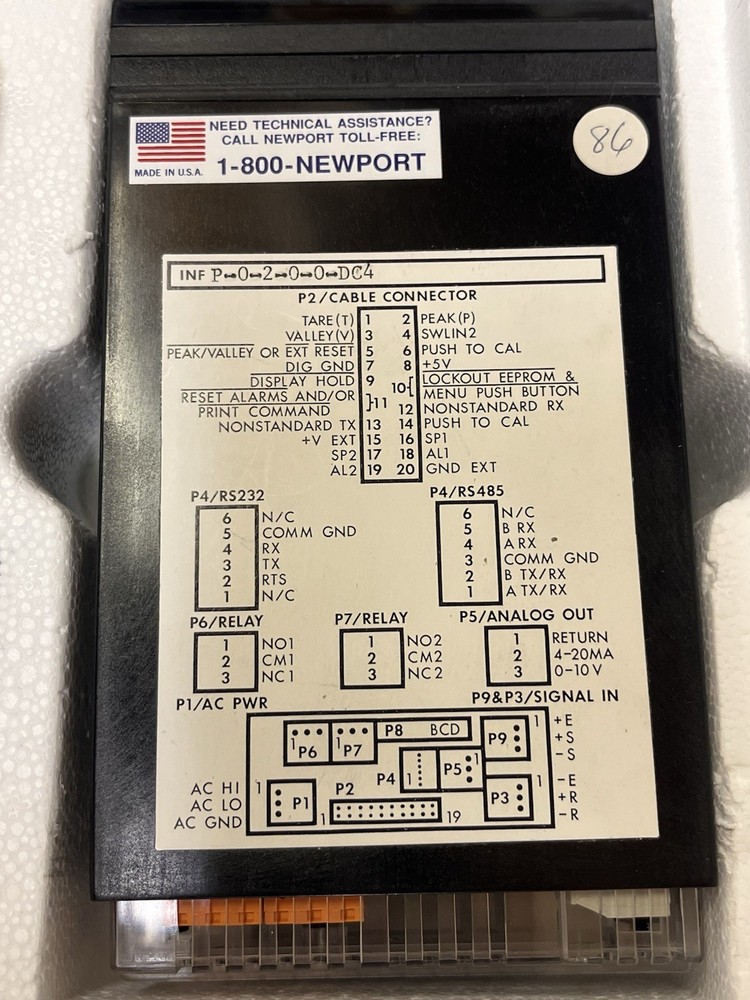 NEED TECHNICAL ASSISTANCE?
CALL NEWPORT TOLL-FREE:
MADE IN U.S.A. 1-800-NEWPORT
86
INF P-0-2-0-0-DC4
P2/CABLE CONNECTOR
TARE(T) 1 2 PEAK(P)
VALLEY(V) 3 4 SWLIN2
PEAK/VALLEY OR EXT RESET 5 6 PUSH TO CAL
DIG GND 7 8 +5V
DISPLAY HOLD 9 10{ LOCKOUT EEPROM &
MENU PUSH BUTTON
RESET ALARMS AND/OR
PRINT COMMAND }11 12 NONSTANDARD RX
NONSTANDARD TX 13 14 PUSH TO CAL
+V EXT 15 16 SP1
SP2 17 18 AL1
AL2 19 20 GND EXT
P4/RS232
6 N/C
5 COMM GND
4 RX
3 TX
2 RTS
1 N/C
P4/RS485
6 N/C
5 B RX
4 A RX
3 COMM GND
2 B TX/RX
1 A TX/RX
P6/RELAY
1 NO1
2 CM1
3 NC1
P7/RELAY
1 NO2
2 CM2
3 NC2
P5/ANALOG OUT
1 RETURN
2 4-20MA
3 0-10V
P1/AC PWR
P9&P3/SIGNAL IN
1 P6 1 P7 P8 BCD P9 1 +E
+S
-S
P4 1 P5 1
AC HI 1 P1 P2 P3 1 -E
AC LO +R
AC GND 1 19 -R